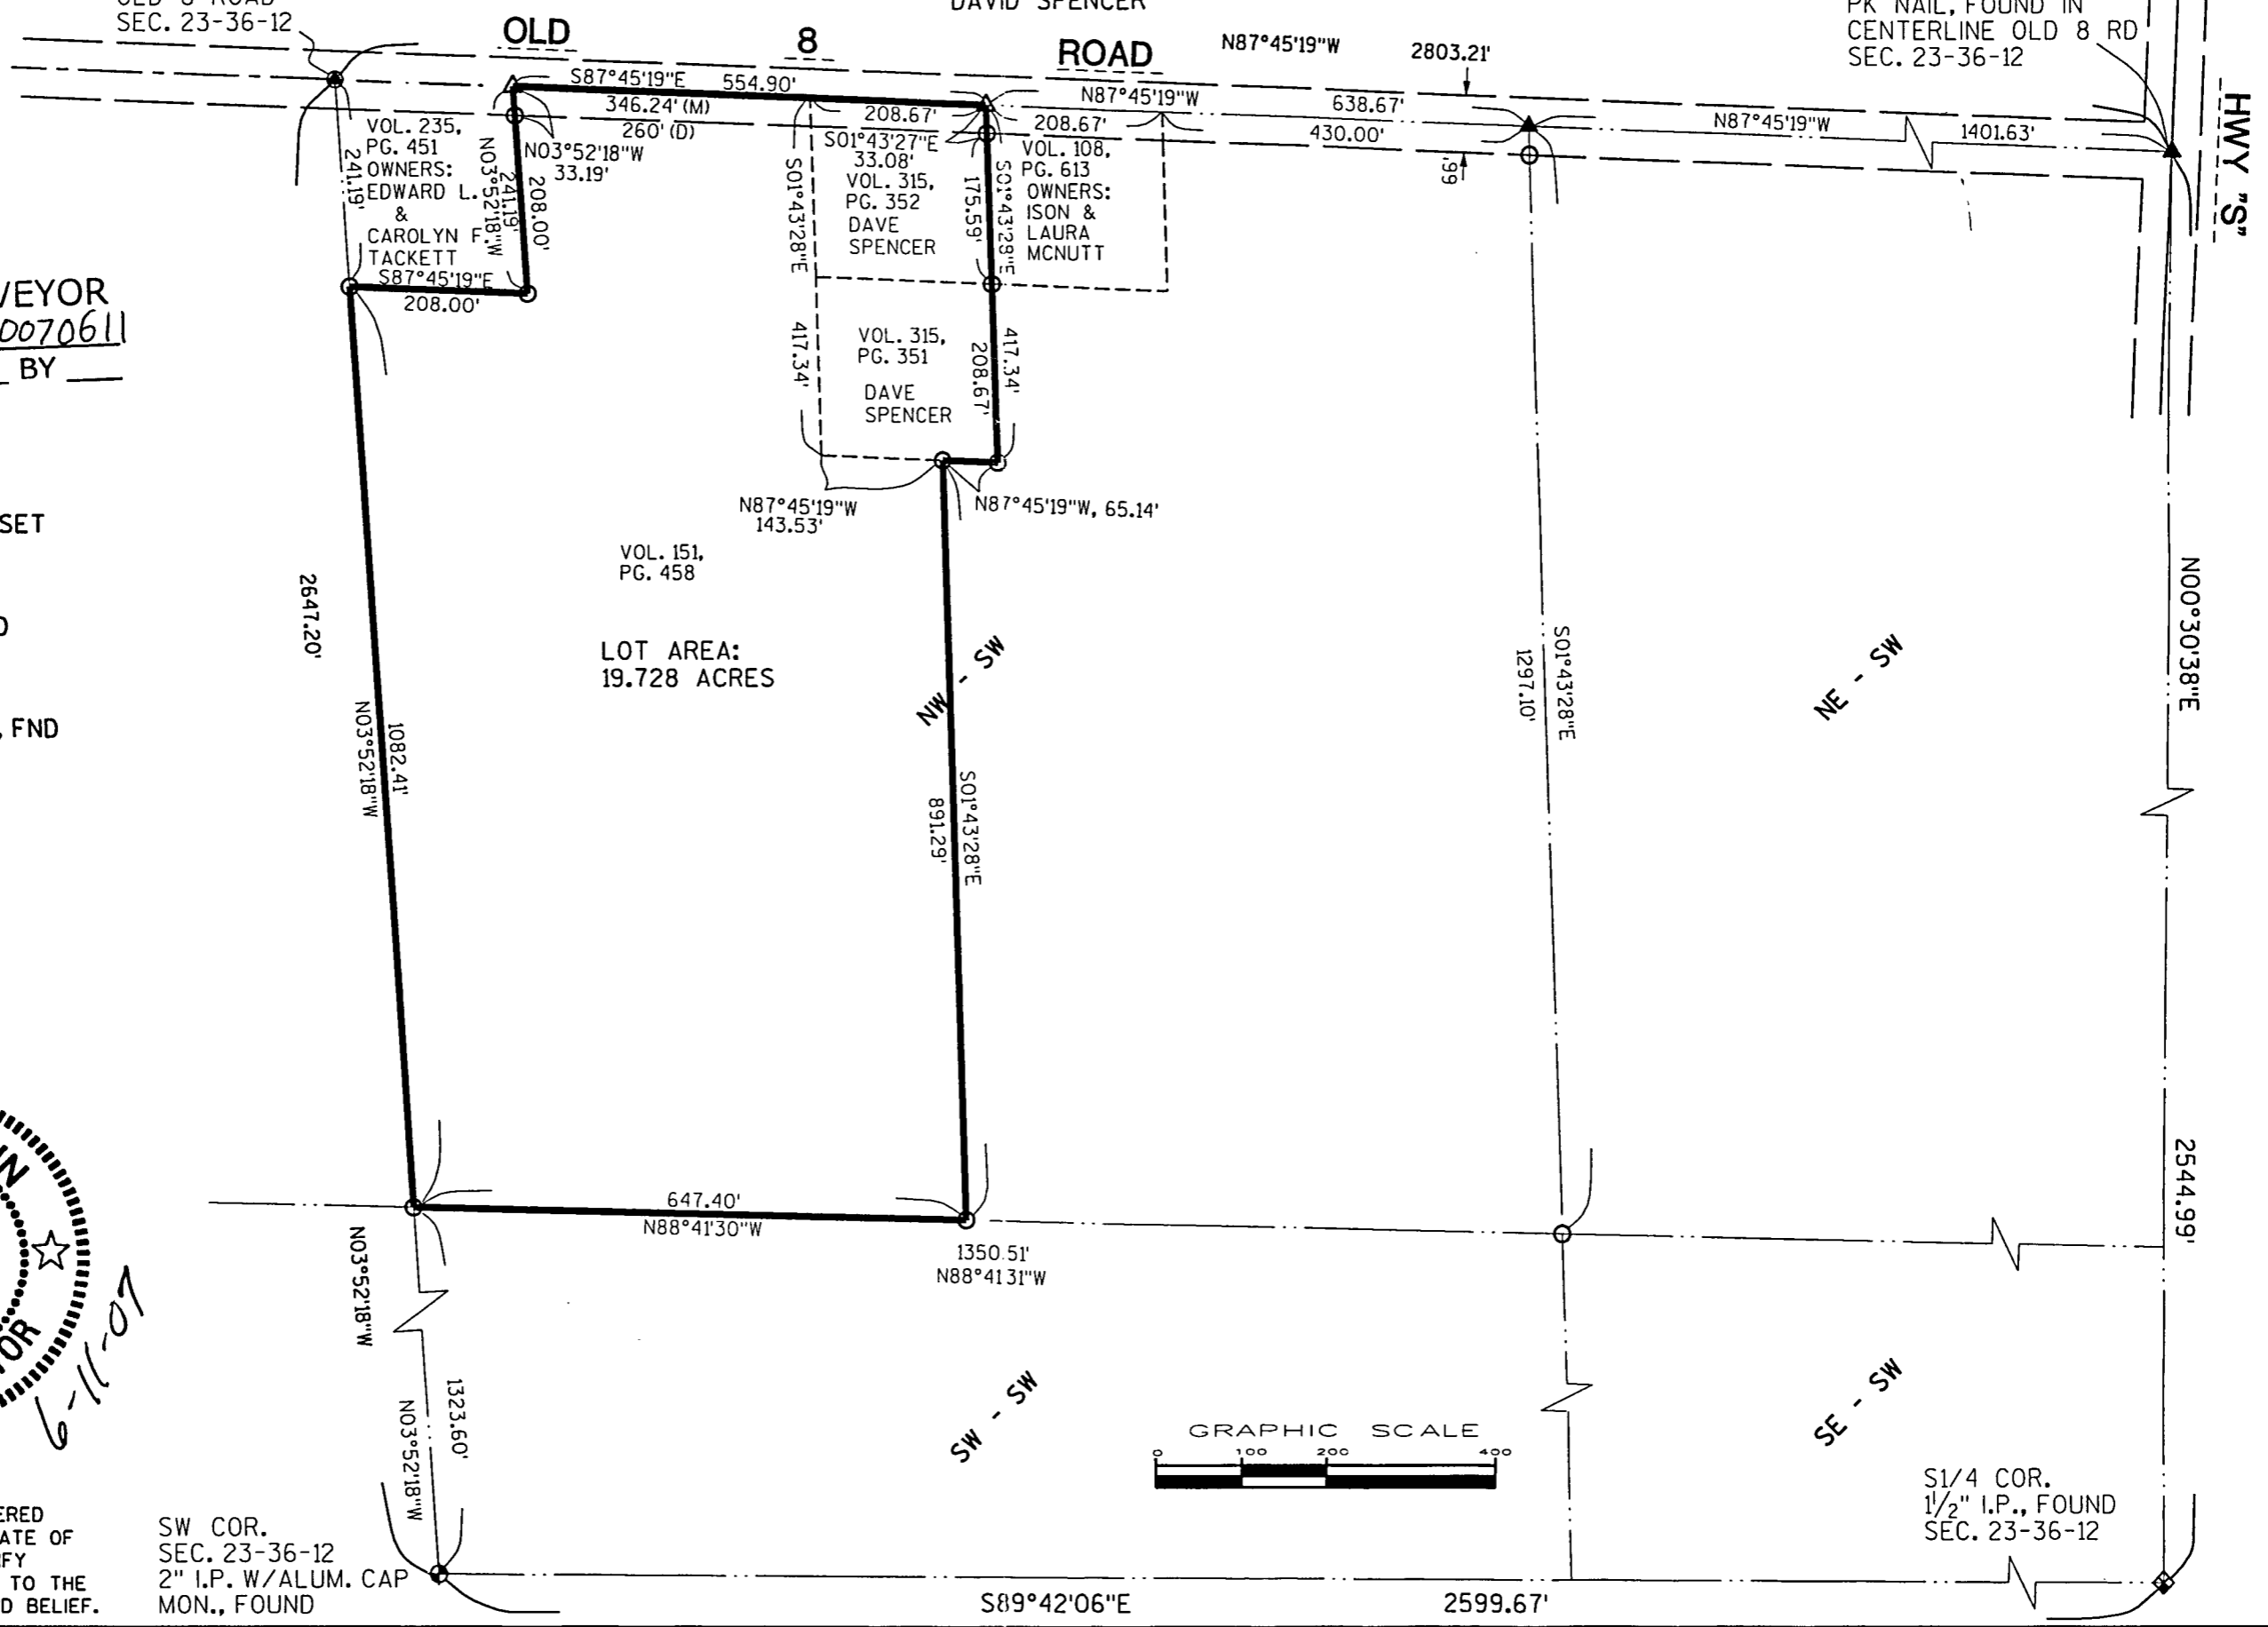 SEC. 23-36-12
DAVID SPENCER
PK NAIL, FOUND IN
CENTERLINE OLD 8 RD
SEC. 23-36-12
OLD 8 ROAD
N87°45'19"W 2803.21'
HWY "S"
S87°45'19"E 554.90'
346.24' (M)
260' (D)
208.67'
N87°45'19"W 638.67'
208.67'
430.00'
N87°45'19"W
1401.63'
66'
VOL. 235,
PG. 451
OWNERS:
EDWARD L.
&
CAROLYN F.
TACKETT
S87°45'19"E
208.00'
241.19'
N03°52'18"W
241.19'
208.00'
N03°52'18"W
33.19'
S01°43'28"E
417.34'
S01°43'27"E
33.08'
VOL. 315,
PG. 352
DAVE
SPENCER
175.59'
S01°43'28"E
VOL. 108,
PG. 613
OWNERS:
ISON &
LAURA
MCNUTT
VOL. 315,
PG. 351
DAVE
SPENCER
208.67'
417.34'
VEYOR
0070611
BY
N87°45'19"W
143.53'
N87°45'19"W, 65.14'
SET
VOL. 151,
PG. 458
LOT AREA:
19.728 ACRES
2647.20'
1082.41'
N03°52'18"W
FND
NW - SW
NE - SW
S01°43'28"E
891.29'
S01°43'28"E
1297.10'
N00°30'38"E
2544.99'
647.40'
N88°41'30"W
1350.51'
N88°41'31"W
N03°52'18"W
1323.60'
N03°52'18"W
6-11-07
SW - SW
SE - SW
GRAPHIC SCALE
0 100 200 400
ERED
ATE OF
TO THE
D BELIEF.
SW COR.
SEC. 23-36-12
2" I.P. W/ALUM. CAP
MON., FOUND
S1/4 COR.
1 1/2" I.P., FOUND
SEC. 23-36-12
S89°42'06"E 2599.67'